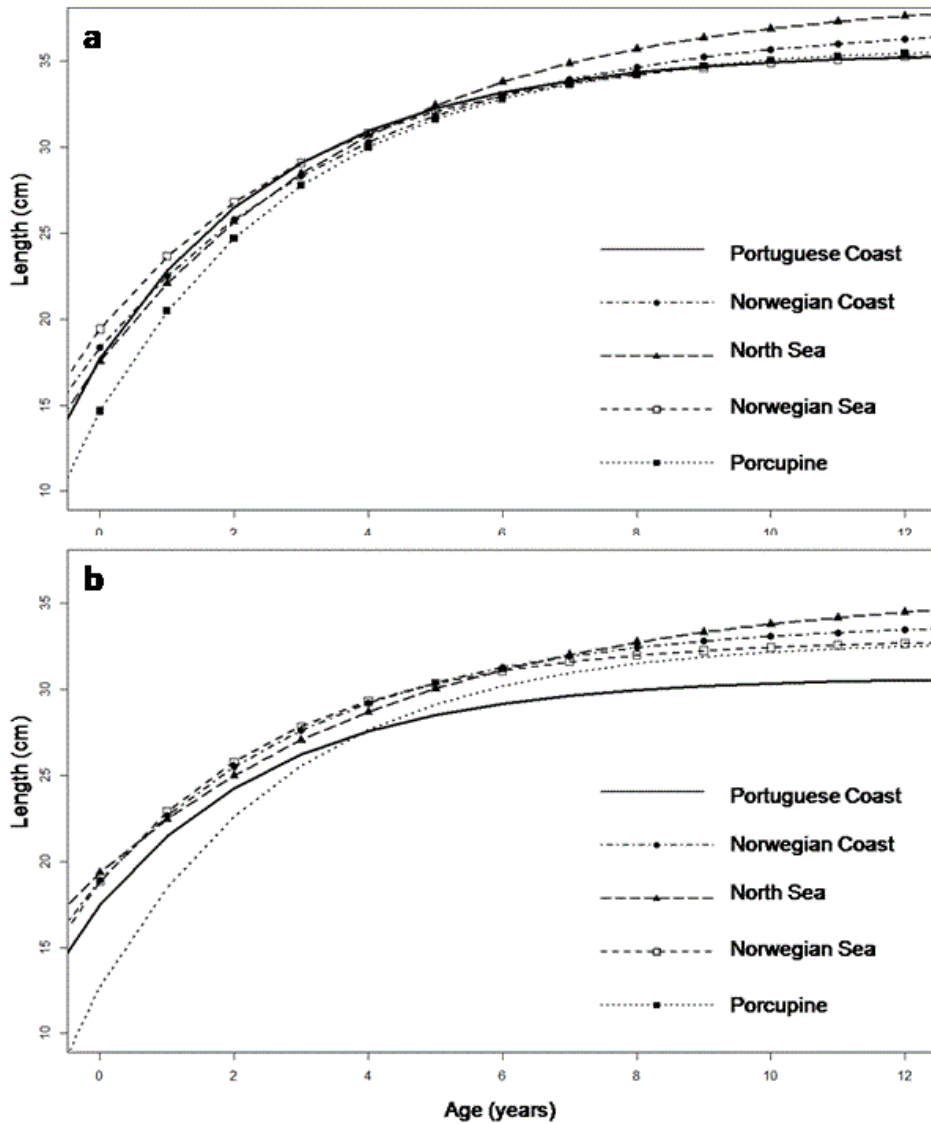 a
35
30
25
20
15
10
Length (cm)
Portuguese Coast
Norwegian Coast
North Sea
Norwegian Sea
Porcupine
0 2 4 6 8 10 12
b
35
30
25
20
15
10
Length (cm)
Portuguese Coast
Norwegian Coast
North Sea
Norwegian Sea
Porcupine
0 2 4 6 8 10 12
Age (years)